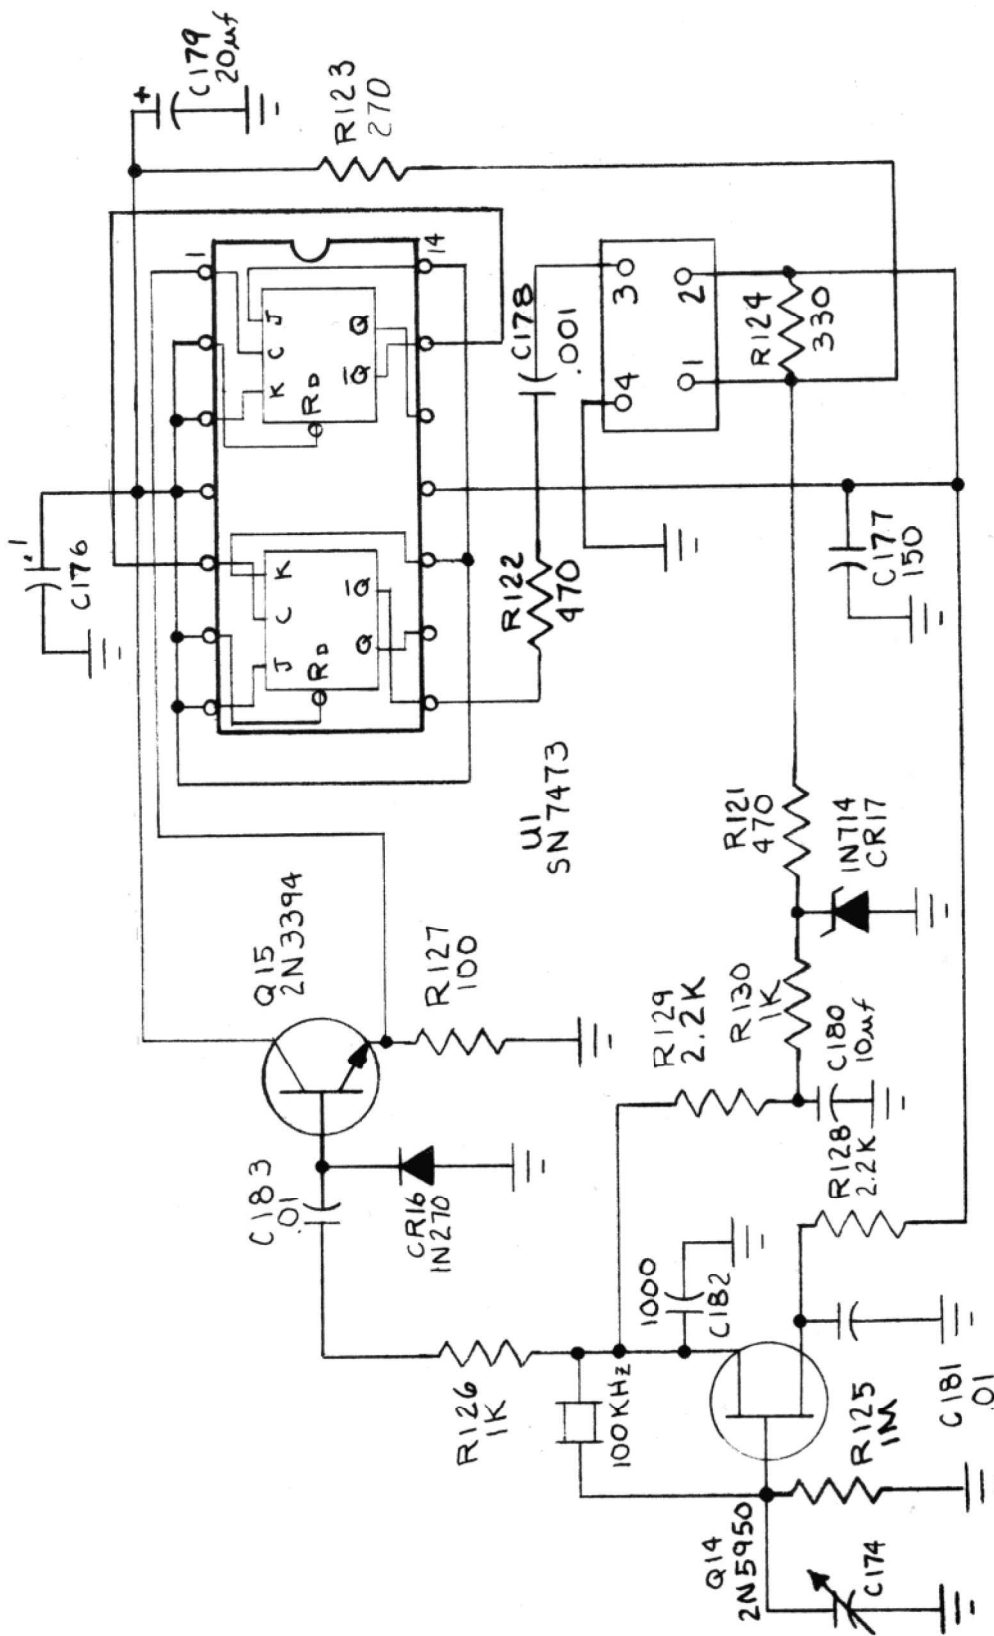 C179
20µf
+
R123
270
1
14
J
C
K
RD
Q
Q̅
K
C
J
RD
Q̅
Q
.1
C176
U1
SN7473
R122
470
C178
.001
3
4
2
1
R124
330
C177
150
R121
470
IN714
CR17
Q15
2N3394
R127
100
R129
2.2K
R130
1K
C180
10µf
R128
2.2K
C183
.01
CR16
1N270
R126
1K
100KHz
1000
C182
Q14
2N5950
R125
1M
C181
.01
C174